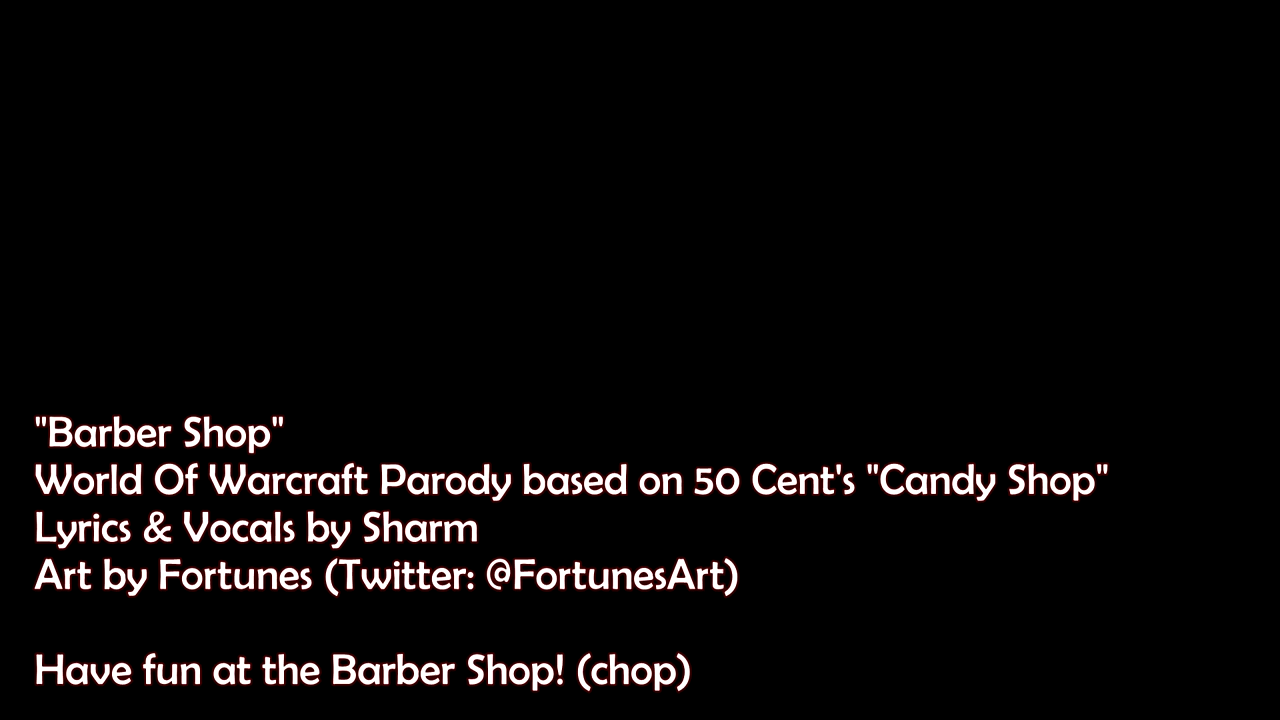 "Barber Shop"
World Of Warcraft Parody based on 50 Cent's "Candy Shop"
Lyrics & Vocals by Sharm
Art by Fortunes (Twitter: @FortunesArt)
Have fun at the Barber Shop! (chop)